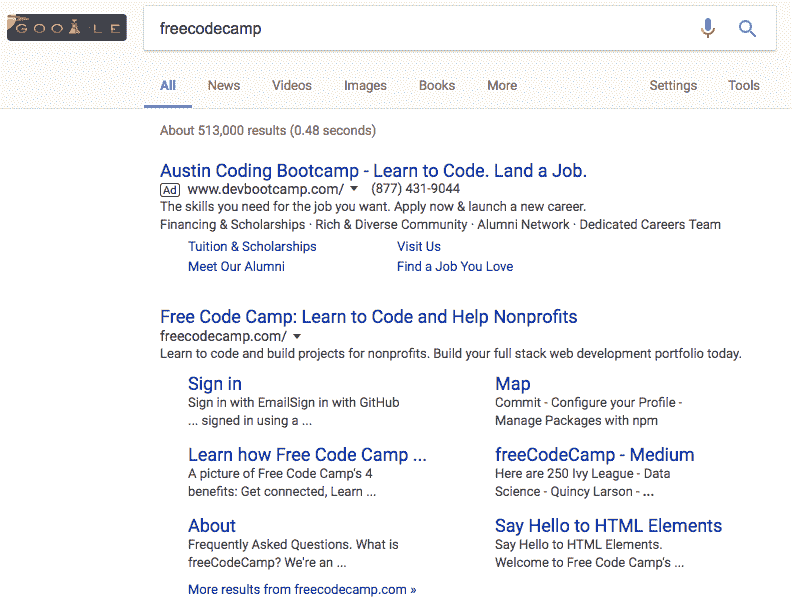 GOO LE
freecodecamp
All News Videos Images Books More Settings Tools
About 513,000 results (0.48 seconds)
Austin Coding Bootcamp - Learn to Code. Land a Job.
Ad www.devbootcamp.com/ (877) 431-9044
The skills you need for the job you want. Apply now & launch a new career.
Financing & Scholarships · Rich & Diverse Community · Alumni Network · Dedicated Careers Team
Tuition & Scholarships Visit Us
Meet Our Alumni Find a Job You Love
Free Code Camp: Learn to Code and Help Nonprofits
freecodecamp.com/
Learn to code and build projects for nonprofits. Build your full stack web development portfolio today.
Sign in Map
Sign in with EmailSign in with GitHub Commit - Configure your Profile -
... signed in using a ... Manage Packages with npm
Learn how Free Code Camp ... freeCodeCamp - Medium
A picture of Free Code Camp's 4 Here are 250 Ivy League - Data
benefits: Get connected, Learn ... Science - Quincy Larson - ...
About Say Hello to HTML Elements
Frequently Asked Questions. What is Say Hello to HTML Elements.
freeCodeCamp? We're an ... Welcome to Free Code Camp's ...
More results from freecodecamp.com »